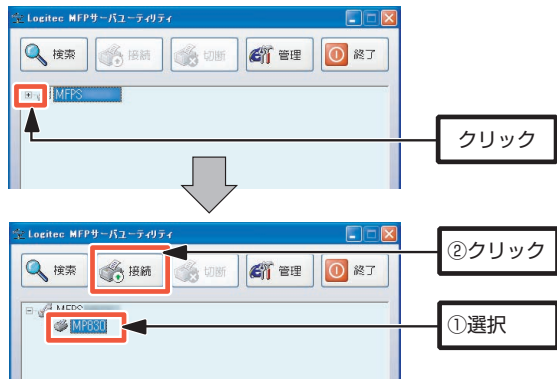 Logitec MFPサーバユーティリティ
検索 接続 切断 管理 終了
MFPS
クリック
Logitec MFPサーバユーティリティ
検索 接続 切断 管理 終了
②クリック
MFPS
MP830
①選択